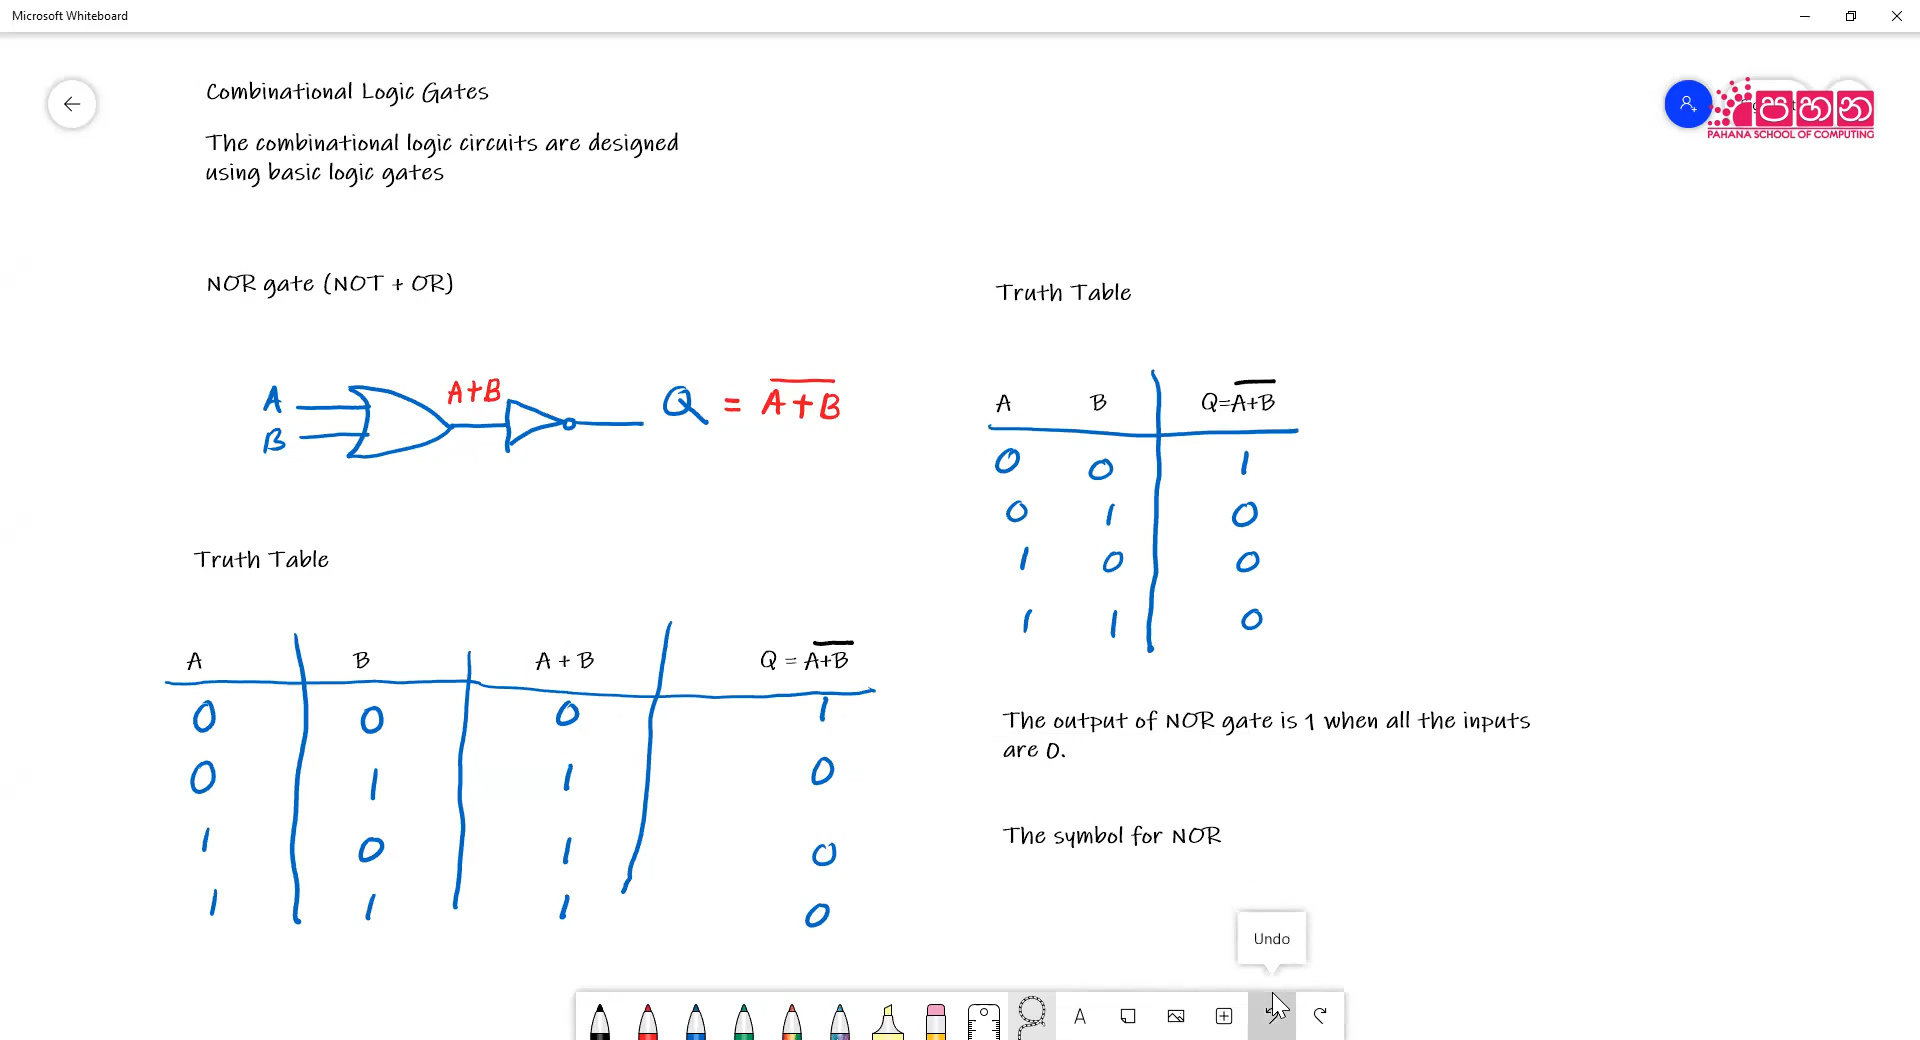 Microsoft Whiteboard
Combinational Logic Gates
The combinational logic circuits are designed
using basic logic gates
පහන
PAHANA SCHOOL OF COMPUTING
NOR gate (NOT + OR)
A
B
A+B
Q = A̅+̅B̅
Truth Table
A B A + B Q = A̅+̅B̅
0 0 0 1
0 1 1 0
1 0 1 0
1 1 1 0
Truth Table
A B Q=A̅+̅B̅
0 0 1
0 1 0
1 0 0
1 1 0
The output of NOR gate is 1 when all the inputs
are 0.
The symbol for NOR
Undo
A